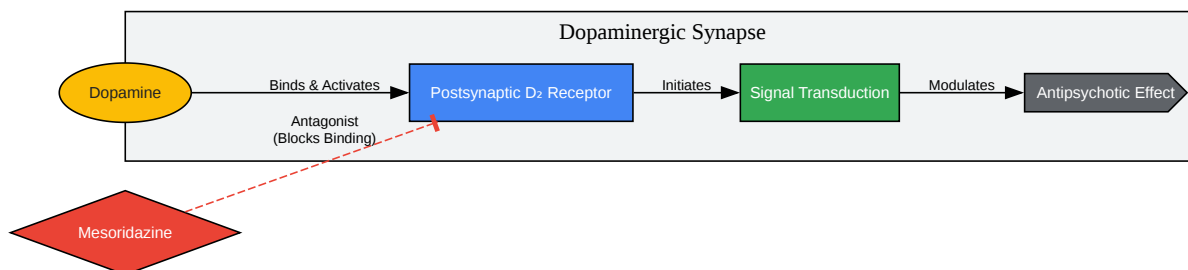 Dopaminergic Synapse
Dopamine
Binds & Activates
Postsynaptic D₂ Receptor
Initiates
Signal Transduction
Modulates
Antipsychotic Effect
Antagonist
(Blocks Binding)
Mesoridazine